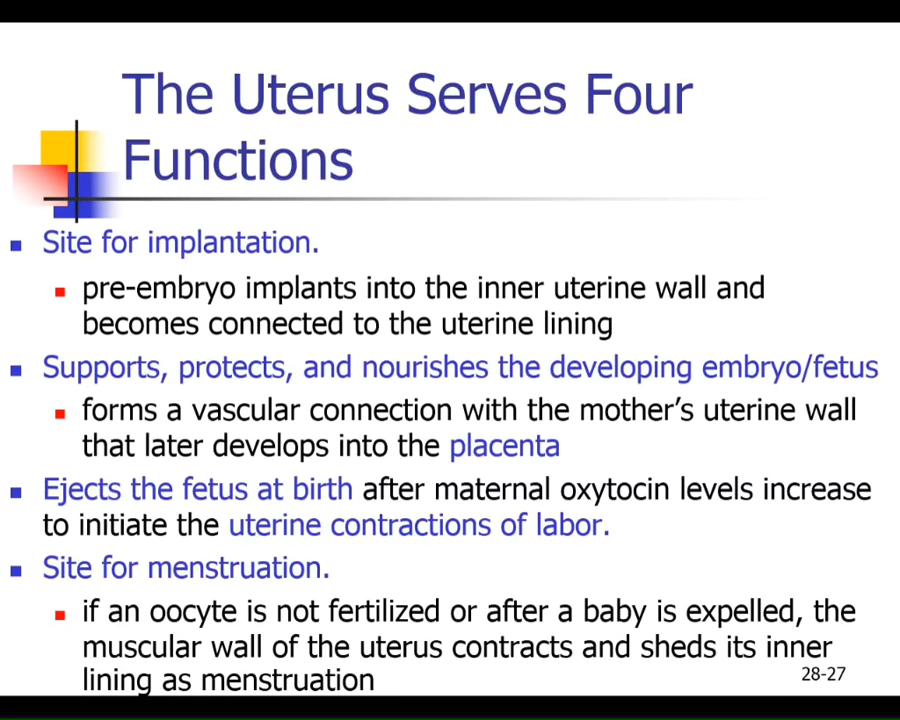 The Uterus Serves Four
Functions
Site for implantation.
pre-embryo implants into the inner uterine wall and
becomes connected to the uterine lining
Supports, protects, and nourishes the developing embryo/fetus
forms a vascular connection with the mother’s uterine wall
that later develops into the placenta
Ejects the fetus at birth after maternal oxytocin levels increase
to initiate the uterine contractions of labor.
Site for menstruation.
if an oocyte is not fertilized or after a baby is expelled, the
muscular wall of the uterus contracts and sheds its inner
lining as menstruation
28-27